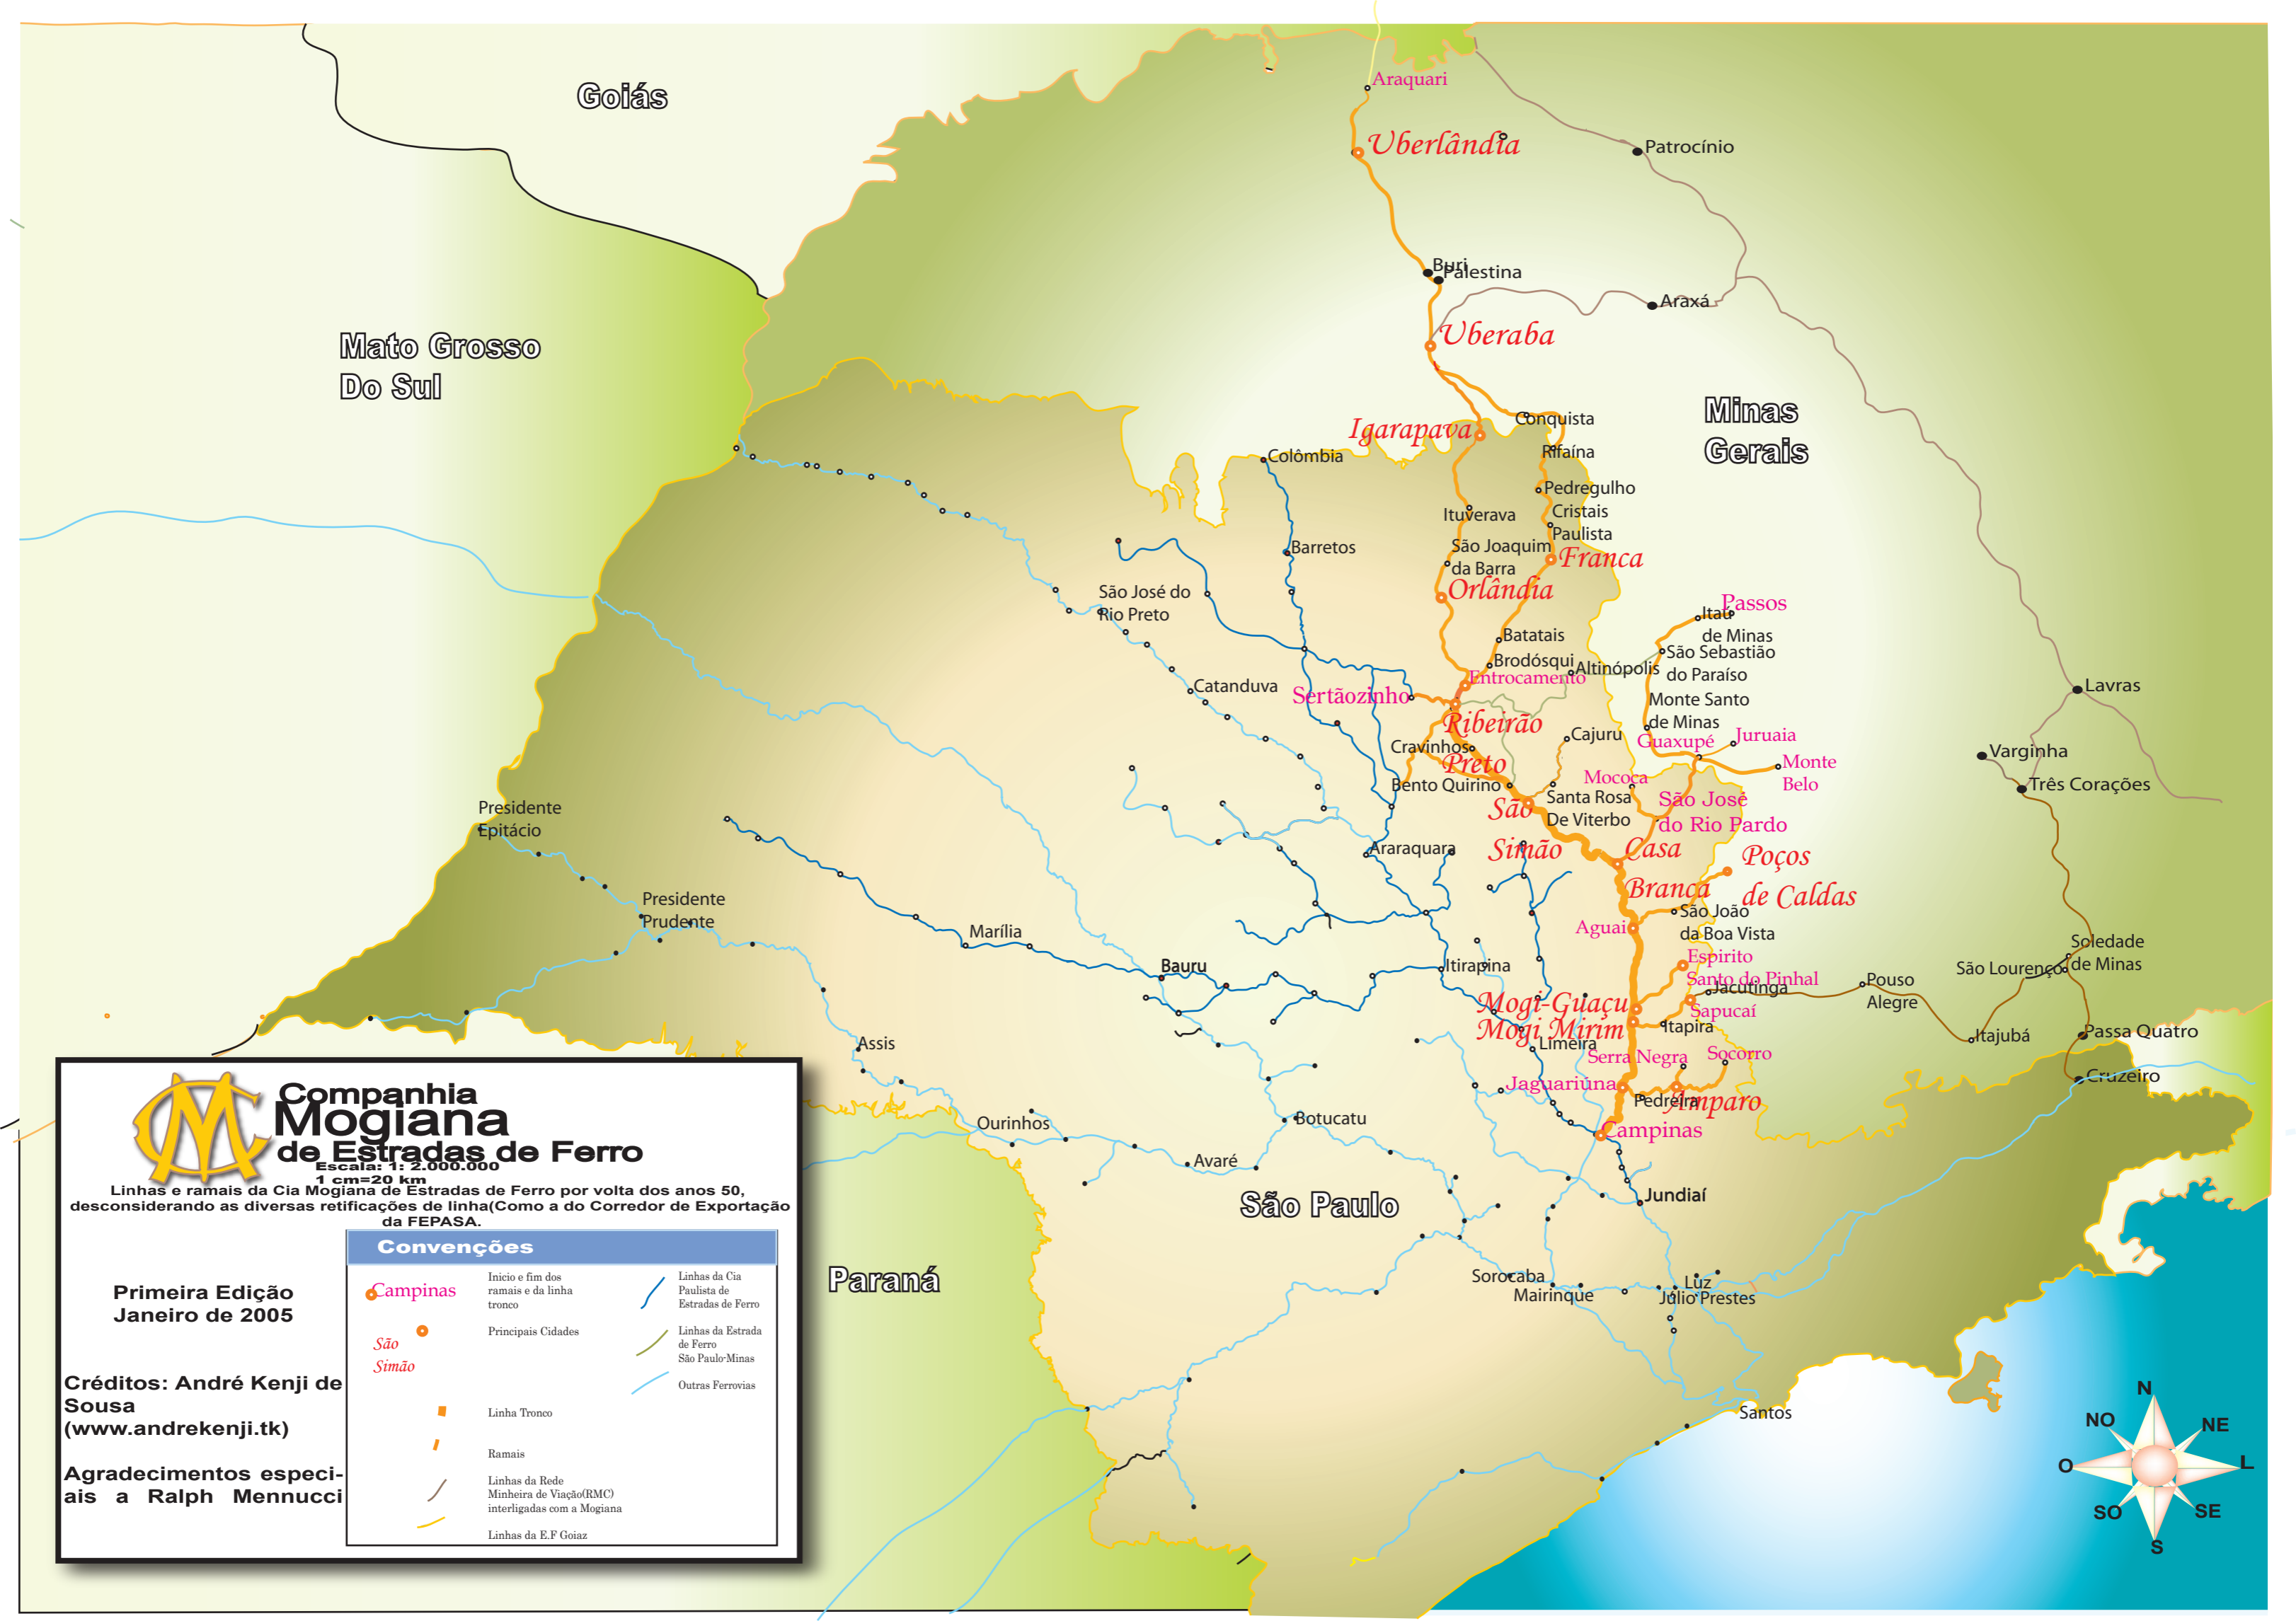 Goiás
Mato Grosso
Do Sul
Minas
Gerais
São Paulo
Paraná
Araquari
Uberlândia
Patrocínio
Buri
Palestina
Araxá
Uberaba
Conquista
Igarapava
Rifaína
Colômbia
Pedregulho
Ituverava
Cristais
Paulista
Barretos
São Joaquim
da Barra
Franca
Orlândia
São José do
Rio Preto
Passos
Itaú
de Minas
Batatais
São Sebastião
do Paraíso
Brodósqui
Altinópolis
Entrocamento
Catanduva
Sertãozinho
Lavras
Monte Santo
de Minas
Ribeirão
Preto
Cajuru
Guaxupé
Juruaia
Cravinhos
Varginha
Monte
Belo
Mococa
Bento Quirino
Três Corações
Santa Rosa
De Viterbo
São José
do Rio Pardo
São
Simão
Presidente
Epitácio
Araraquara
Casa
Branca
Poços
de Caldas
Presidente
Prudente
São João
da Boa Vista
Aguai
Marília
Soledade
de Minas
Espirito
Santo do Pinhal
Bauru
Itirapina
São Lourenço
Jacutinga
Pouso
Alegre
Mogi-Guaçu
Sapucaí
Mogi Mirim
Itapira
Itajubá
Passa Quatro
Assis
Limeira
Serra Negra
Socorro
Cruzeiro
Jaguariúna
Pedreira
Amparo
Ourinhos
Botucatu
Campinas
Avaré
Jundiaí
Sorocaba
Mairinque
Luz
Júlio Prestes
Santos
N
NO
NE
O
L
SO
SE
S
Companhia
Mogiana
de Estradas de Ferro
Escala: 1: 2.000.000
1 cm=20 km
Linhas e ramais da Cia Mogiana de Estradas de Ferro por volta dos anos 50,
desconsiderando as diversas retificações de linha(Como a do Corredor de Exportação
da FEPASA.
Primeira Edição
Janeiro de 2005
Créditos: André Kenji de
Sousa
(www.andrekenji.tk)
Agradecimentos especi-
ais a Ralph Mennucci
Convenções
Campinas
Inicio e fim dos
ramais e da linha
tronco
São
Simão
Principais Cidades
Linha Tronco
Ramais
Linhas da Rede
Minheira de Viação(RMC)
interligadas com a Mogiana
Linhas da E.F Goiaz
Linhas da Cia
Paulista de
Estradas de Ferro
Linhas da Estrada
de Ferro
São Paulo-Minas
Outras Ferrovias